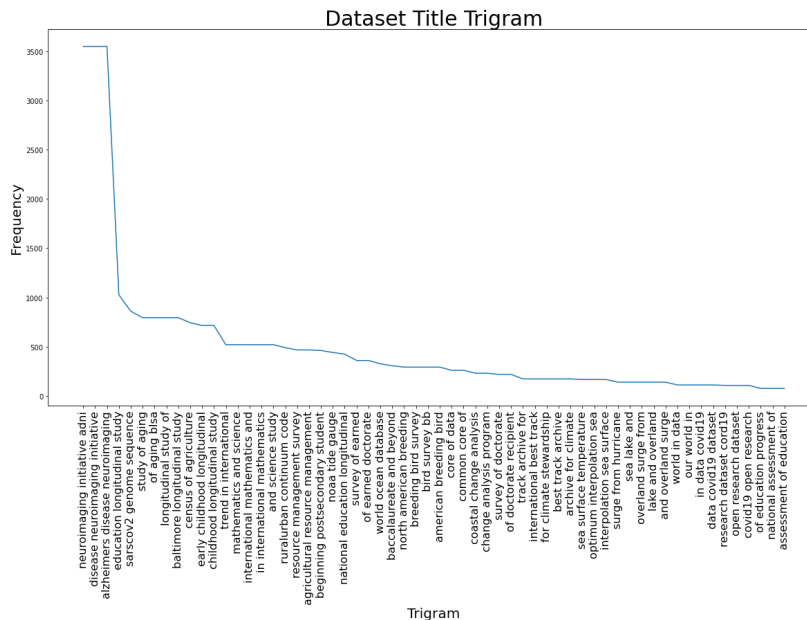 Dataset Title Trigram
Frequency
3500
3000
2500
2000
1500
1000
500
0
neuroimaging initiative adni
disease neuroimaging initiative
alzheimers disease neuroimaging
education longitudinal study
sarscov2 genome sequence
study of aging
of aging blsa
longitudinal study of
baltimore longitudinal study
census of agriculture
early childhood longitudinal
childhood longitudinal study
trend in international
mathematics and science
international mathematics and
in international mathematics
and science study
ruralurban continuum code
resource management survey
agricultural resource management
beginning postsecondary student
noaa tide gauge
national education longitudinal
survey of earned
of earned doctorate
world ocean database
baccalaureate and beyond
north american breeding
breeding bird survey
bird survey bb
american breeding bird
core of data
common core of
coastal change analysis
change analysis program
survey of doctorate
of doctorate recipient
track archive for
international best track
for climate stewardship
best track archive
archive for climate
sea surface temperature
optimum interpolation sea
interpolation sea surface
surge from hurricane
sea lake and
overland surge from
lake and overland
and overland surge
world in data
our world in
in data covid19
data covid19 dataset
research dataset cord19
open research dataset
covid19 open research
of education progress
national assessment of
assessment of education
Trigram